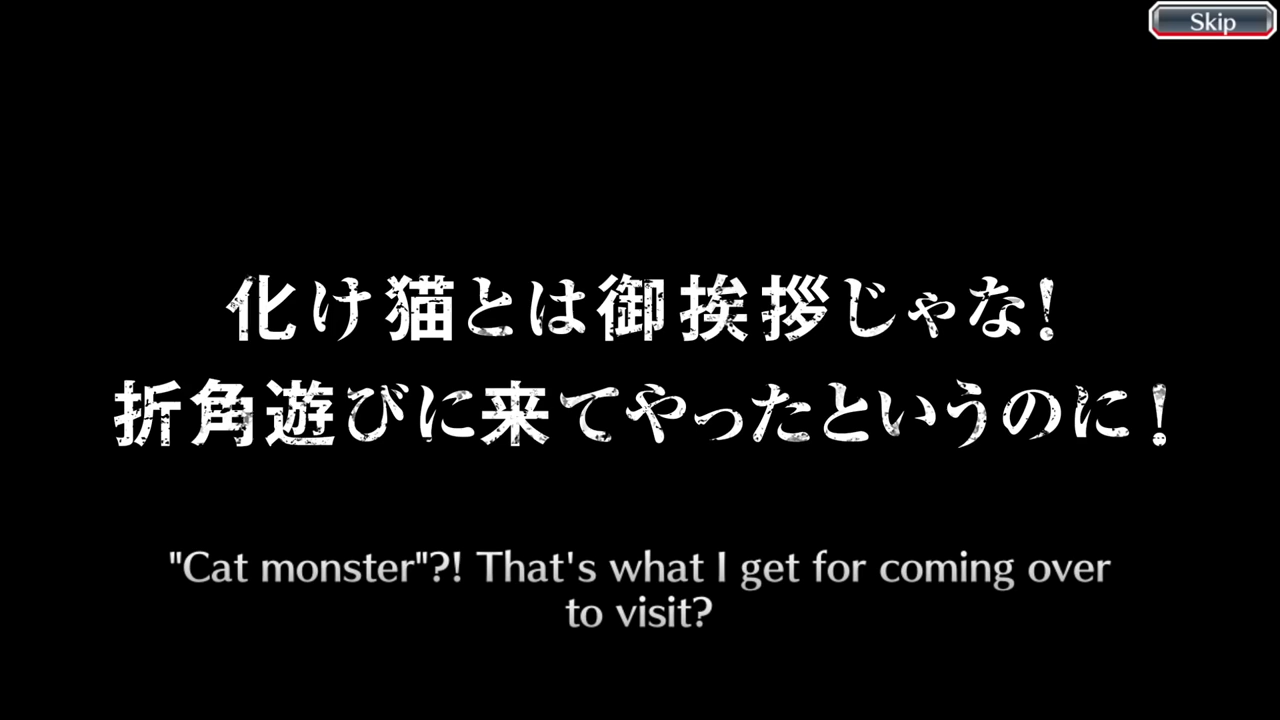 Skip
化け猫とは御挨拶じゃな！
折角遊びに来てやったというのに！
"Cat monster"?! That's what I get for coming over
to visit?